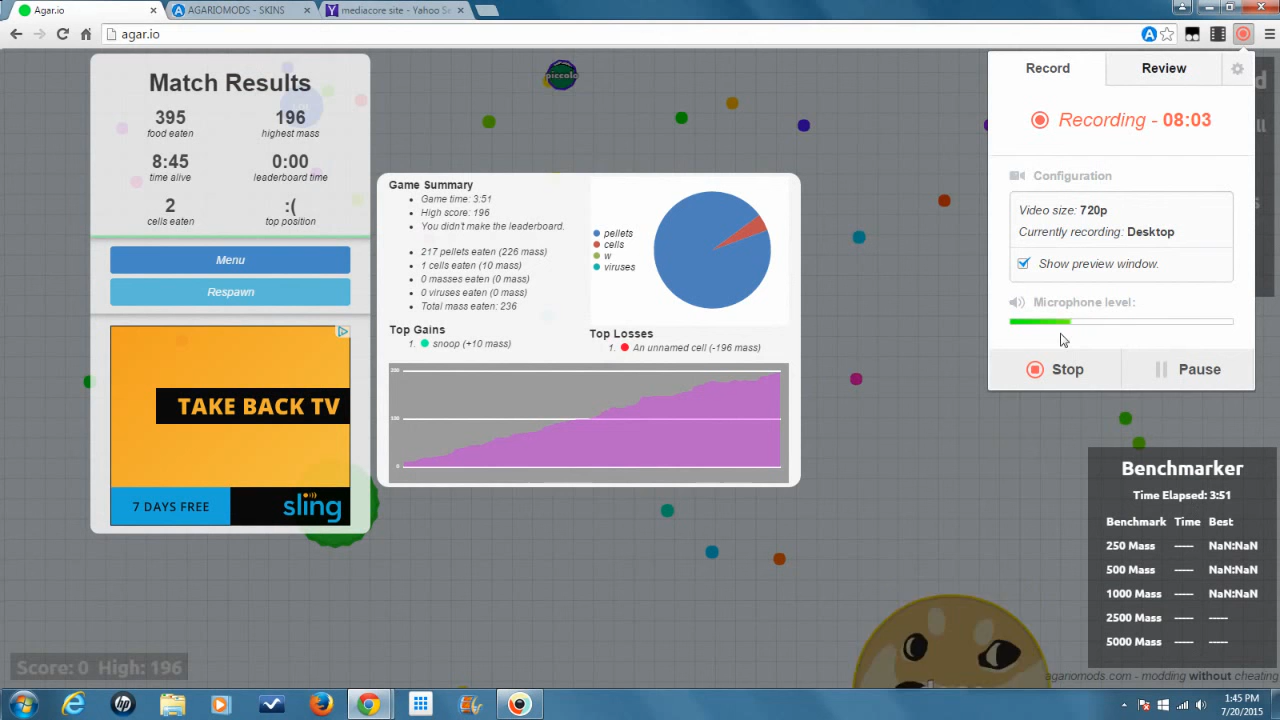 Agar.io
AGARIOMODS - SKINS
mediacore site - Yahoo Se
agar.io
Match Results
395
food eaten
196
highest mass
8:45
time alive
0:00
leaderboard time
2
cells eaten
:(
top position
Menu
Respawn
TAKE BACK TV
7 DAYS FREE
sling
piccolo
Game Summary
Game time: 3:51
High score: 196
You didn't make the leaderboard.
217 pellets eaten (226 mass)
1 cells eaten (10 mass)
0 masses eaten (0 mass)
0 viruses eaten (0 mass)
Total mass eaten: 236
pellets
cells
w
viruses
Top Gains
1. snoop (+10 mass)
Top Losses
1. An unnamed cell (-196 mass)
200
100
0
Record
Review
Recording - 08:03
Configuration
Video size: 720p
Currently recording: Desktop
Show preview window.
Microphone level:
Stop
Pause
Benchmarker
Time Elapsed: 3:51
Benchmark Time Best
250 Mass ----- NaN:NaN
500 Mass ----- NaN:NaN
1000 Mass ----- NaN:NaN
2500 Mass ----- -----
5000 Mass ----- -----
Score: 0 High: 196
agariomods.com - modding without cheating
1:45 PM
7/20/2015